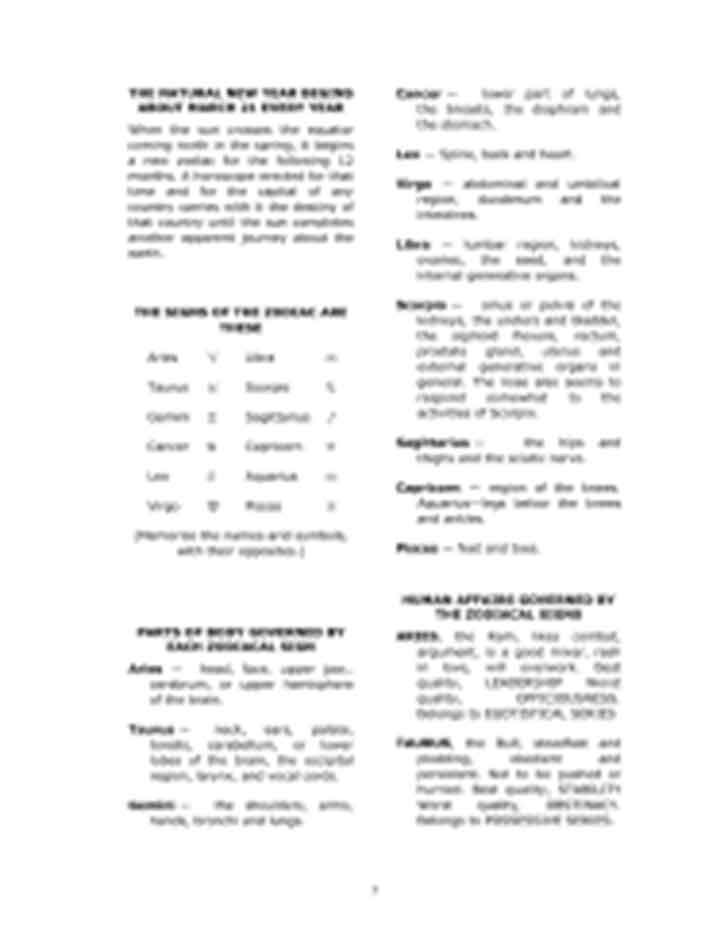 THE NATURAL NEW YEAR BEGINS
ABOUT MARCH 21 EVERY YEAR
When the sun crosses the equator
coming north in the spring, it begins
a new zodiac for the following 12
months. A horoscope erected for that
time and for the capital of any
country carries with it the destiny of
that country until the sun completes
another apparent journey about the
earth.
THE SIGNS OF THE ZODIAC ARE
THESE
Aries ♈ Libra ♎
Taurus ♉ Scorpio ♏
Gemini ♊ Sagittarius ♐
Cancer ♋ Capricorn ♑
Leo ♌ Aquarius ♒
Virgo ♍ Pisces ♓
(Memorize the names and symbols,
with their opposites.)
PARTS OF BODY GOVERNED BY
EACH ZODIACAL SIGN
Aries — head, face, upper jaw,
cerebrum, or upper hemisphere
of the brain.
Taurus — neck, ears, palate,
tonsils, cerebellum, or lower
lobes of the brain, the occipital
region, larynx, and vocal cords.
Gemini — the shoulders, arms,
hands, bronchi and lungs.
Cancer — lower part of lungs,
the breasts, the diaphram and
the stomach.
Leo — Spine, back and heart.
Virgo — abdominal and umbilical
region, duodenum and the
intestines.
Libra — lumbar region, kidneys,
ovaries, the seed, and the
internal generative organs.
Scorpio — sinus or pelvis of the
kidneys, the ureters and bladder,
the sigmoid flexure, rectum,
prostate gland, uterus and
external generative organs in
general. The nose also seems to
respond somewhat to the
activities of Scorpio.
Sagittarius — the hips and
thighs and the sciatic nerve.
Capricorn — region of the knees.
Aquarius—legs below the knees
and ankles.
Pisces — feet and toes.
HUMAN AFFAIRS GOVERNED BY
THE ZODIACAL SIGNS
ARIES, the Ram, likes combat,
argument, is a good mixer, rash
in love, will overwork. Best
quality, LEADERSHIP. Worst
quality, OFFICIOUSNESS.
Belongs to EGOTISTICAL SERIES.
TAURUS, the Bull, steadfast and
plodding, obedient and
persistent. Not to be pushed or
hurried. Best quality, STABILITY.
Worst quality, OBSTINACY.
Belongs to POSSESSIVE SERIES.